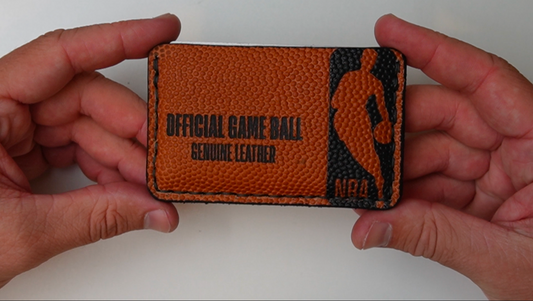 OFFICIAL GAME BALL
GENUINE LEATHER
NBA